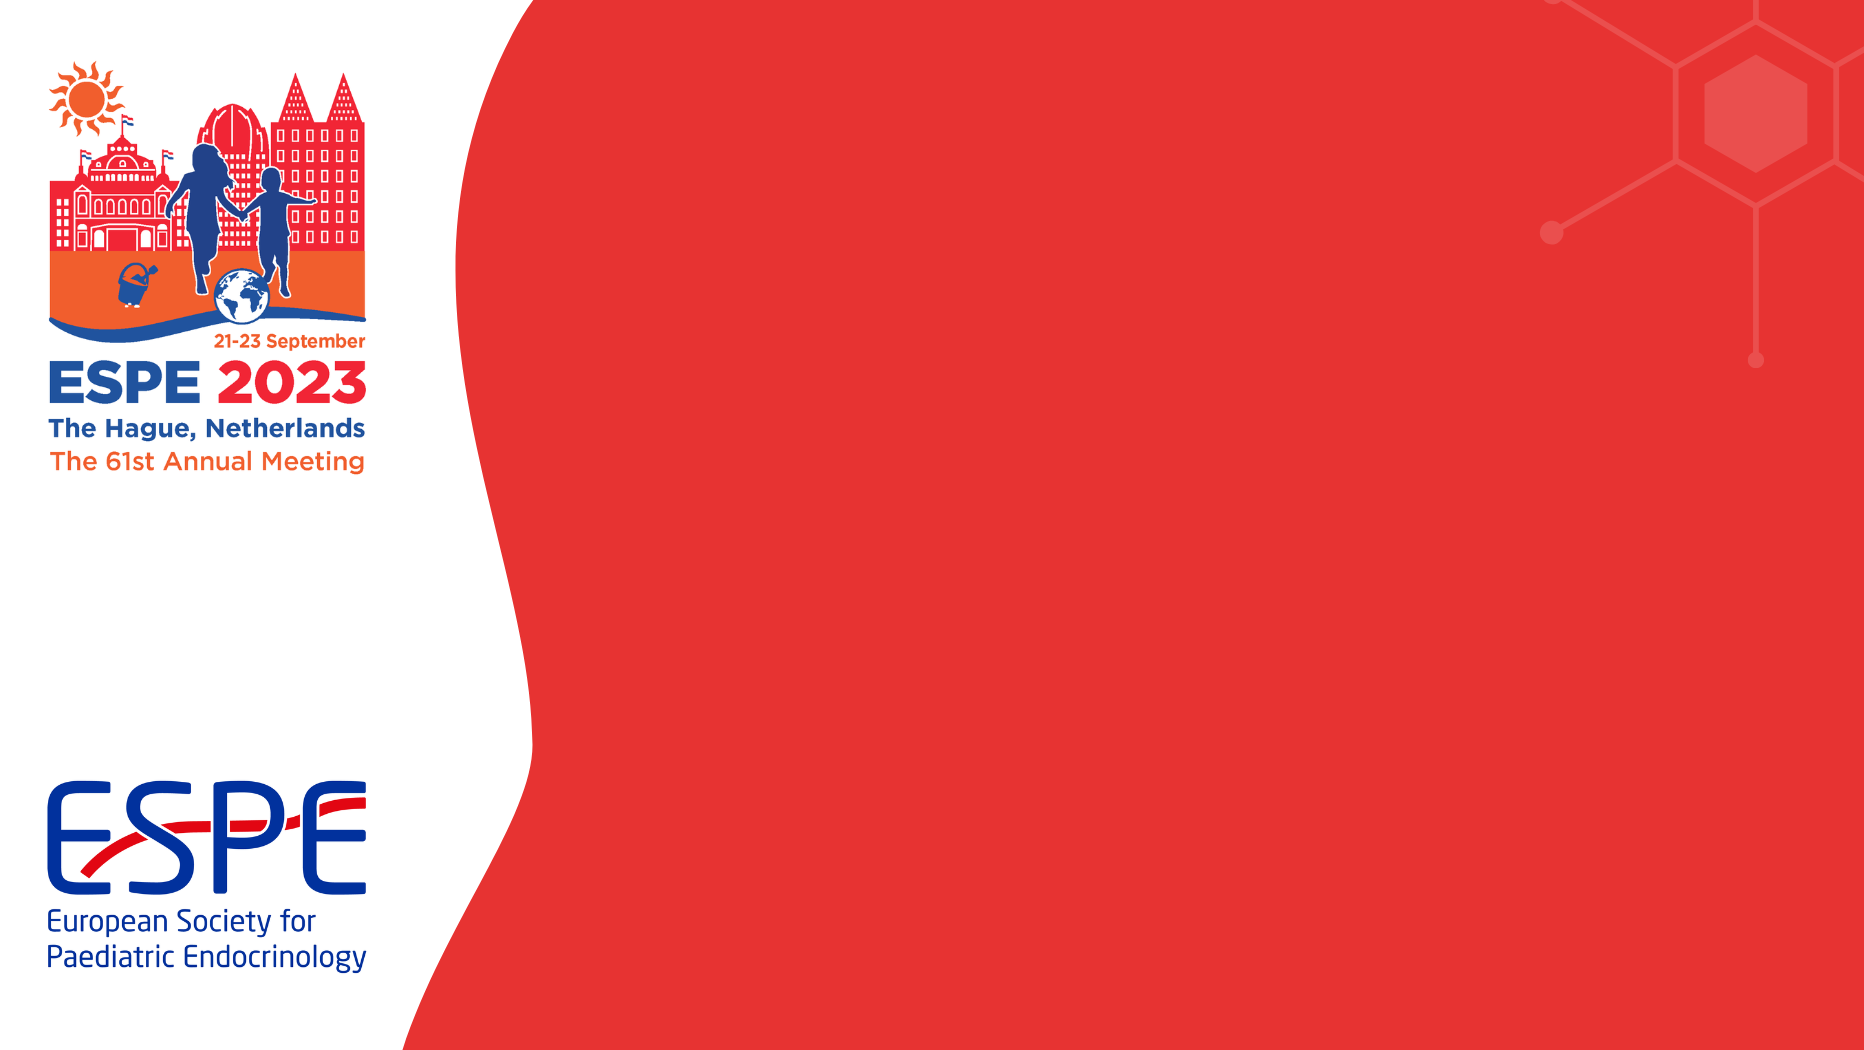 21-23 September
ESPE 2023
The Hague, Netherlands
The 61st Annual Meeting
ESPE
European Society for
Paediatric Endocrinology